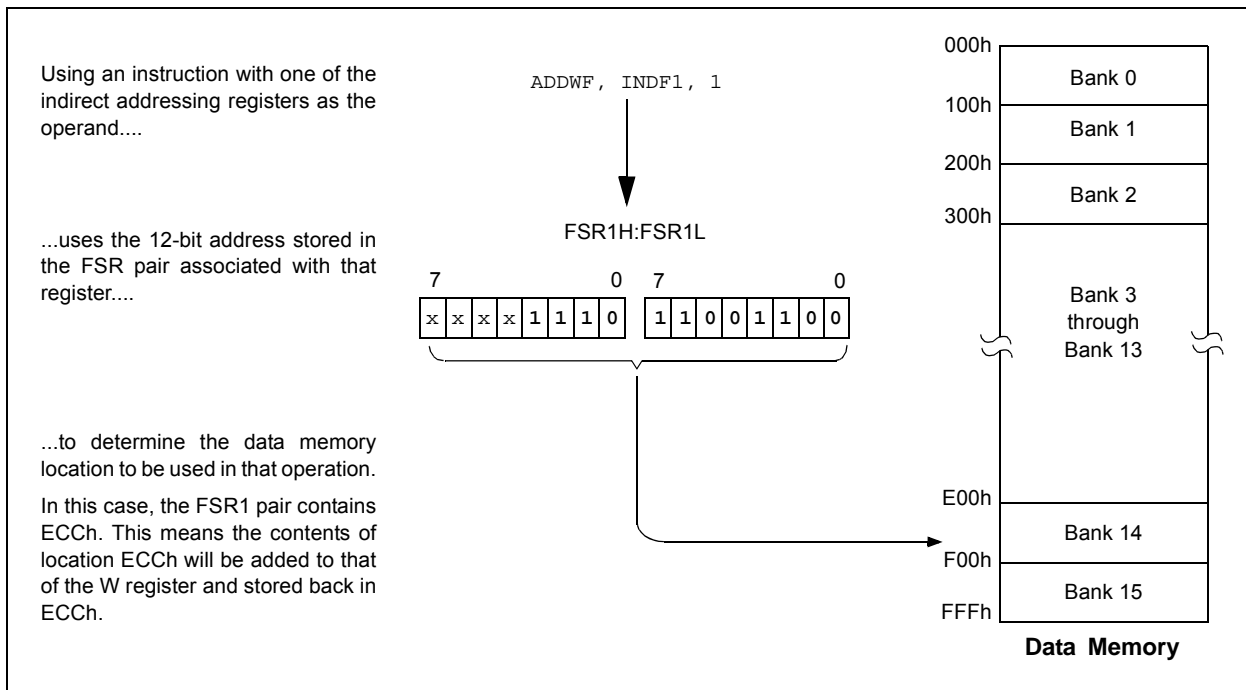 Using an instruction with one of the
indirect addressing registers as the
operand....
ADDWF, INDF1, 1
...uses the 12-bit address stored in
the FSR pair associated with that
register....
FSR1H:FSR1L
7 0 7 0
x x x x 1 1 1 0 1 1 0 0 1 1 0 0
...to determine the data memory
location to be used in that operation.
In this case, the FSR1 pair contains
ECCh. This means the contents of
location ECCh will be added to that
of the W register and stored back in
ECCh.
000h
Bank 0
100h
Bank 1
200h
Bank 2
300h
Bank 3
through
Bank 13
E00h
Bank 14
F00h
Bank 15
FFFh
Data Memory